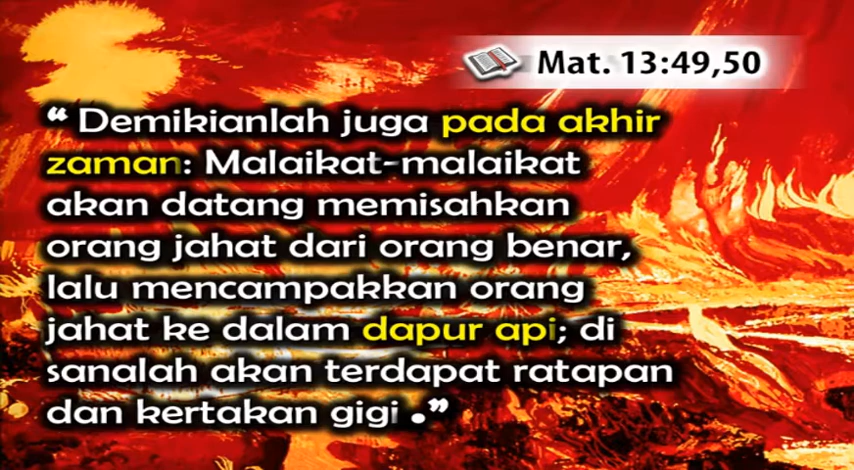 Mat. 13:49,50
“ Demikianlah juga pada akhir
zaman: Malaikat-malaikat
akan datang memisahkan
orang jahat dari orang benar,
lalu mencampakkan orang
jahat ke dalam dapur api; di
sanalah akan terdapat ratapan
dan kertakan gigi .”